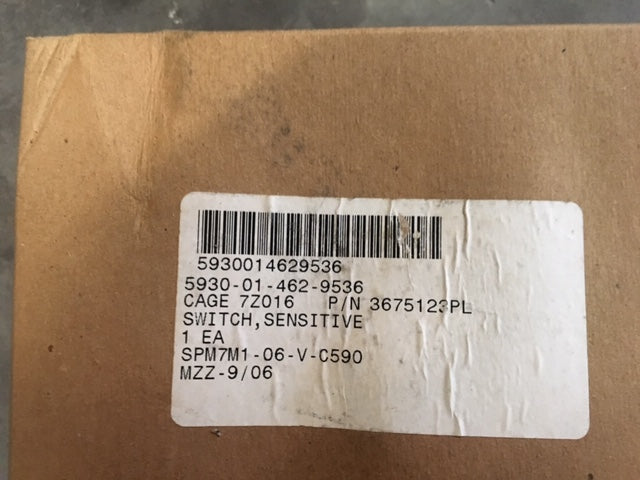 5930014629536
5930-01-462-9536
CAGE 7Z016 P/N 3675123PL
SWITCH,SENSITIVE
1 EA
SPM7M1-06-V-C590
MZZ-9/06